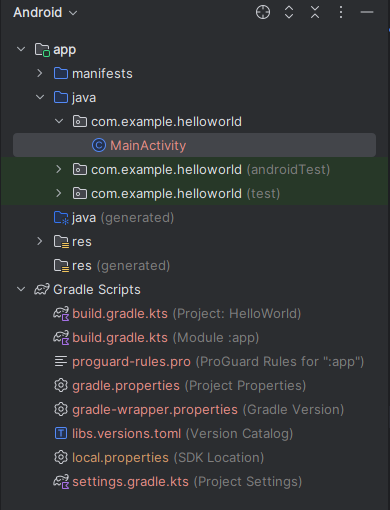 Android
app
manifests
java
com.example.helloworld
MainActivity
com.example.helloworld (androidTest)
com.example.helloworld (test)
java (generated)
res
res (generated)
Gradle Scripts
build.gradle.kts (Project: HelloWorld)
build.gradle.kts (Module :app)
proguard-rules.pro (ProGuard Rules for ":app")
gradle.properties (Project Properties)
gradle-wrapper.properties (Gradle Version)
libs.versions.toml (Version Catalog)
local.properties (SDK Location)
settings.gradle.kts (Project Settings)